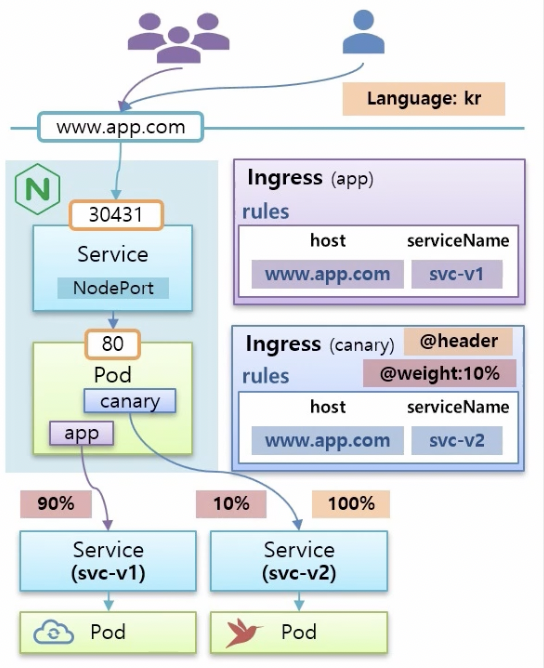 Language: kr
www.app.com
N
30431
Service
NodePort
80
Pod
canary
app
Ingress (app)
rules
host serviceName
www.app.com svc-v1
Ingress (canary) @header
rules @weight:10%
host serviceName
www.app.com svc-v2
90% 10% 100%
Service
(svc-v1)
Service
(svc-v2)
Pod
Pod